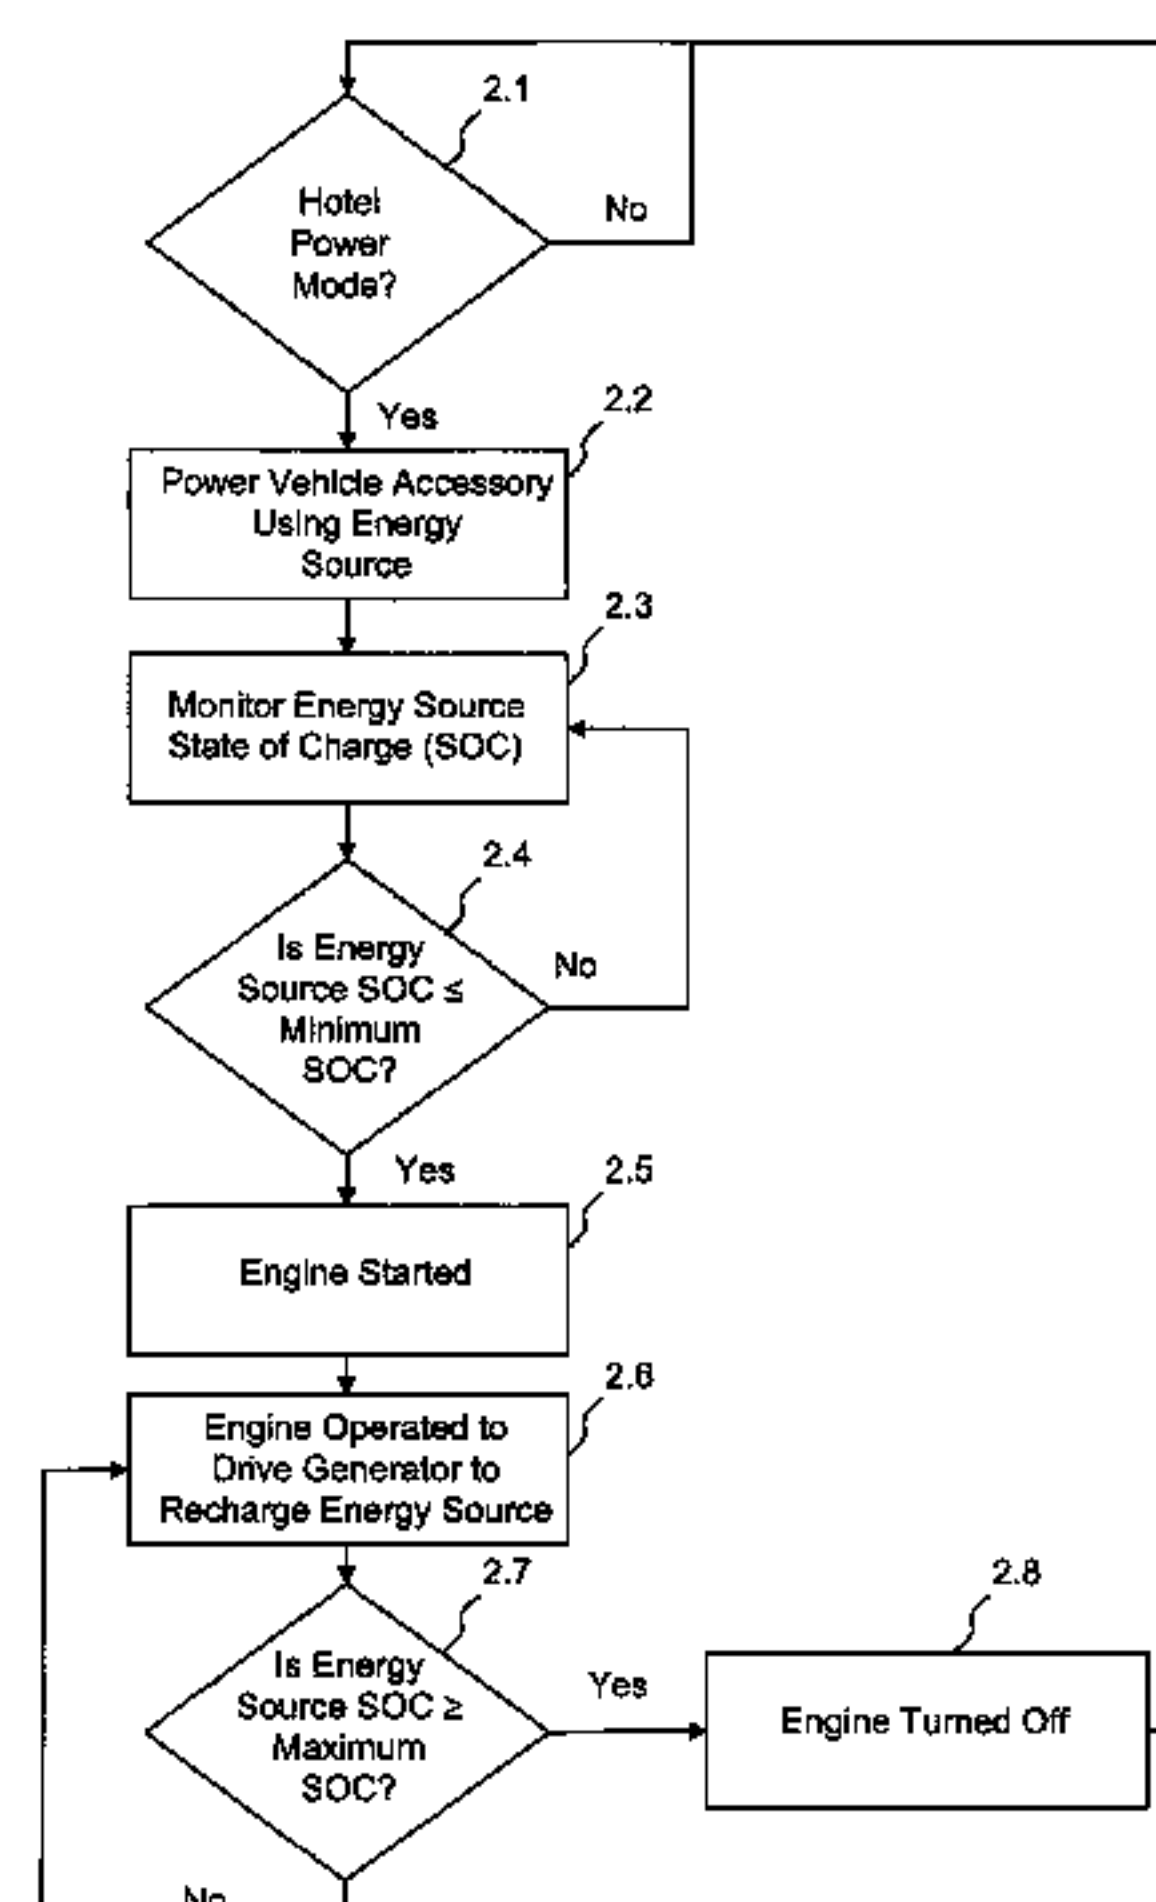 2.1
Hotel
Power
Mode?
No
Yes
2.2
Power Vehicle Accessory
Using Energy
Source
2.3
Monitor Energy Source
State of Charge (SOC)
2.4
Is Energy
Source SOC ≤
Minimum
SOC?
No
Yes
2.5
Engine Started
2.6
Engine Operated to
Drive Generator to
Recharge Energy Source
2.7
Is Energy
Source SOC ≥
Maximum
SOC?
Yes
2.8
Engine Turned Off
No